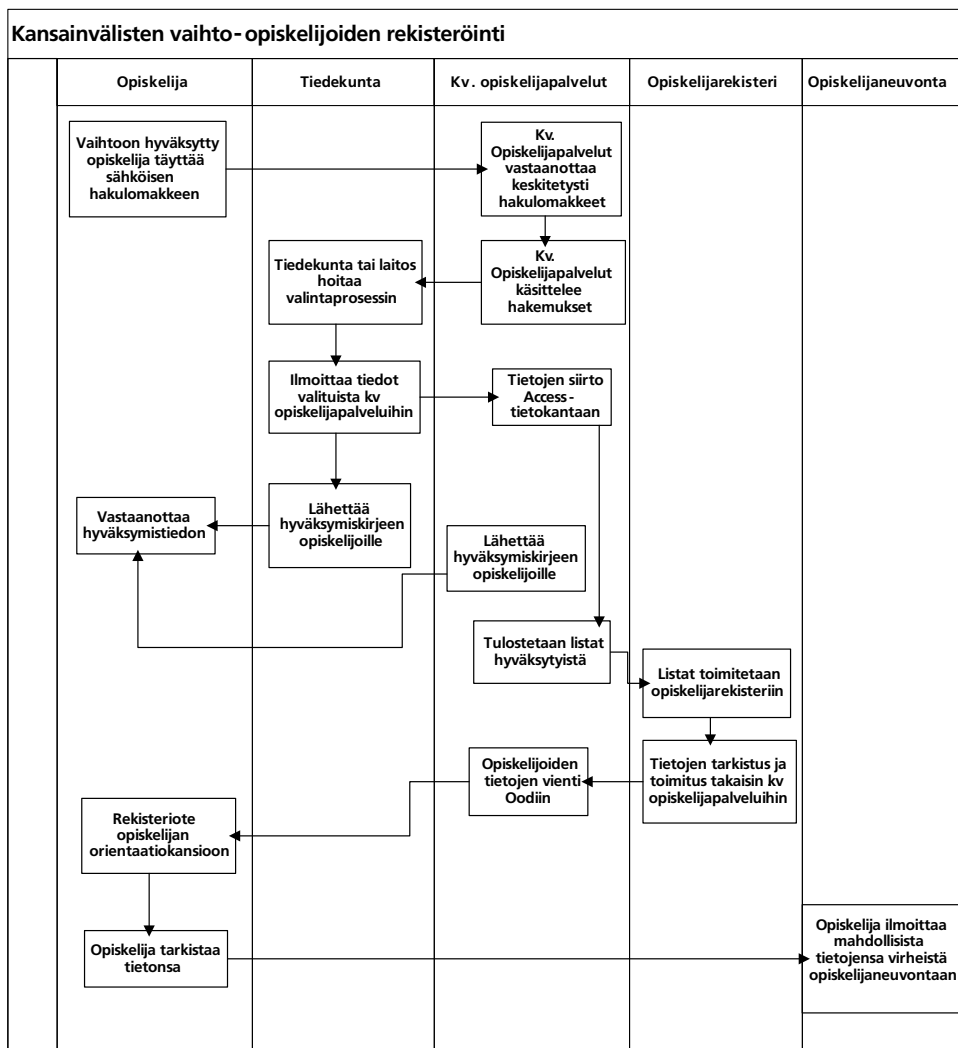 Kansainvälisten vaihto-opiskelijoiden rekisteröinti
Opiskelija
Tiedekunta
Kv. opiskelijapalvelut
Opiskelijarekisteri
Opiskelijaneuvonta
Vaihtoon hyväksytty
opiskelija täyttää
sähköisen
hakulomakkeen
Kv.
Opiskelijapalvelut
vastaanottaa
keskitetysti
hakulomakkeet
Tiedekunta tai laitos
hoitaa
valintaprosessin
Kv.
Opiskelijapalvelut
käsittelee
hakemukset
Ilmoittaa tiedot
valituista kv
opiskelijapalveluihin
Tietojen siirto
Access-
tietokantaan
Vastaanottaa
hyväksymistiedon
Lähettää
hyväksymiskirjeen
opiskelijoille
Lähettää
hyväksymiskirjeen
opiskelijoille
Tulostetaan listat
hyväksytyistä
Listat toimitetaan
opiskelijarekisteriin
Opiskelijoiden
tietojen vienti
Oodiin
Tietojen tarkistus ja
toimitus takaisin kv
opiskelijapalveluihin
Rekisteriote
opiskelijan
orientaatiokansioon
Opiskelija tarkistaa
tietonsa
Opiskelija ilmoittaa
mahdollisista
tietojensa virheistä
opiskelijaneuvontaan